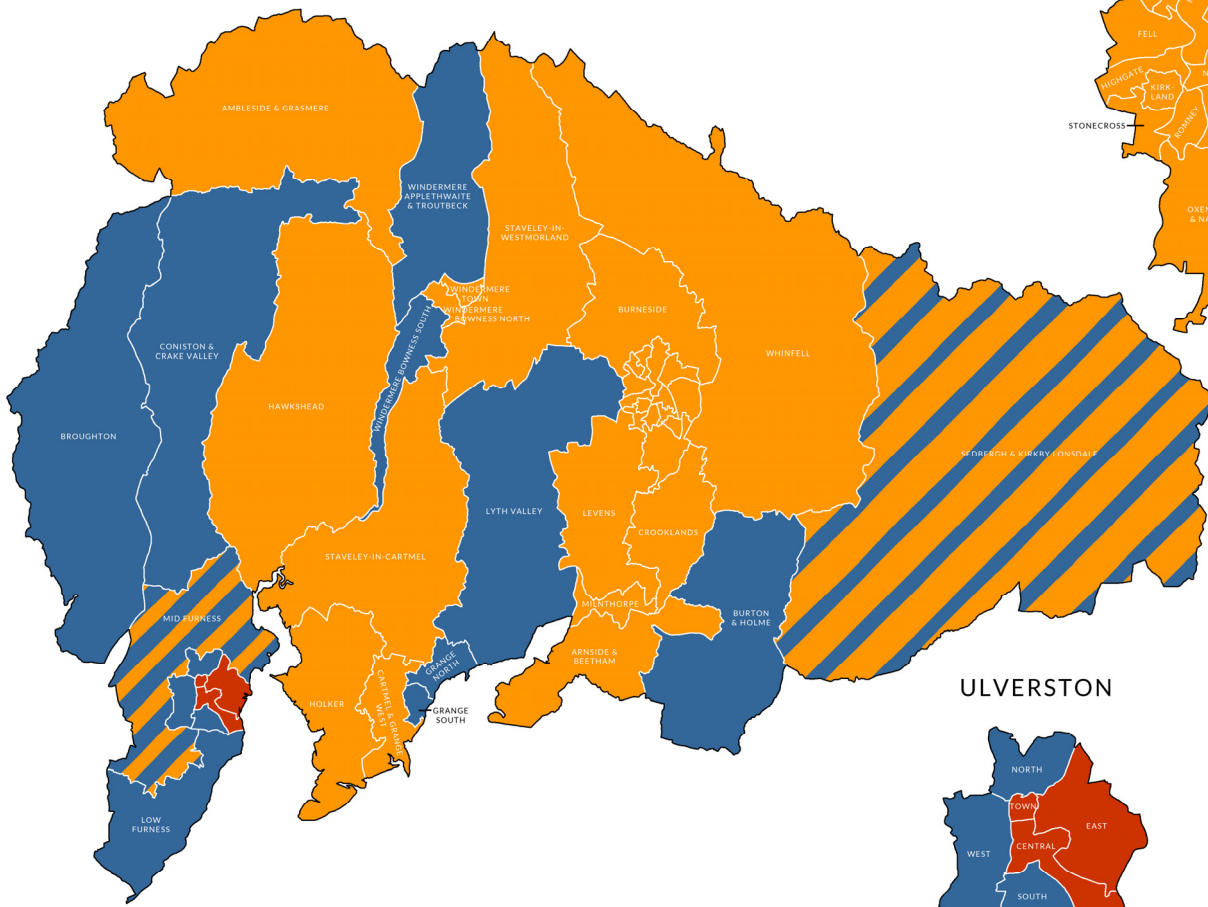 FELL
HIGHGATE
KIRK-
LAND
STONECROSS
ROMNEY
AMBLESIDE & GRASMERE
WINDERMERE
APPLETHWAITE
& TROUTBECK
STAVELEY-IN-
WESTMORLAND
WINDERMERE
TOWN
WINDERMERE
BOWNESS NORTH
BURNESIDE
WINDERMERE BOWNESS SOUTH
CONISTON &
CRAKE VALLEY
WHINFELL
HAWKSHEAD
BROUGHTON
SEDBERGH & KIRKBY LONSDALE
LYTH VALLEY
LEVENS
CROOKLANDS
STAVELEY-IN-CARTMEL
MILNTHORPE
MID FURNESS
BURTON
& HOLME
ARNSIDE &
BEETHAM
GRANGE
NORTH
CARTMEL & GRANGE
WEST
HOLKER
GRANGE
SOUTH
LOW
FURNESS
ULVERSTON
NORTH
TOWN
EAST
CENTRAL
WEST
SOUTH